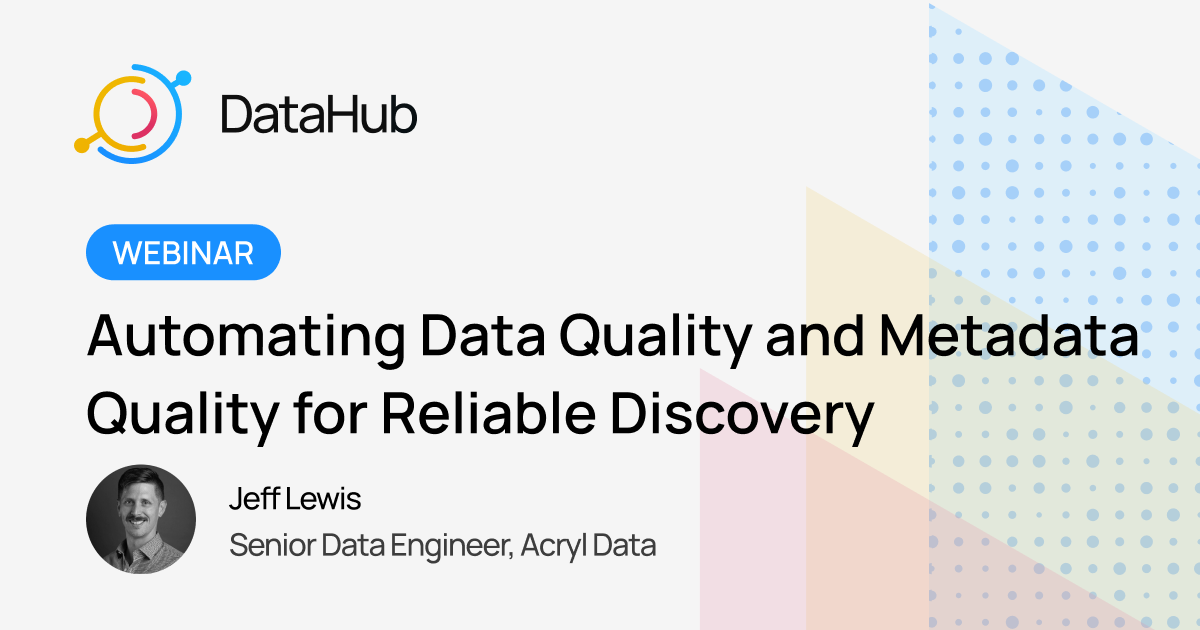 DataHub
WEBINAR
Automating Data Quality and Metadata
Quality for Reliable Discovery
Jeff Lewis
Senior Data Engineer, Acryl Data